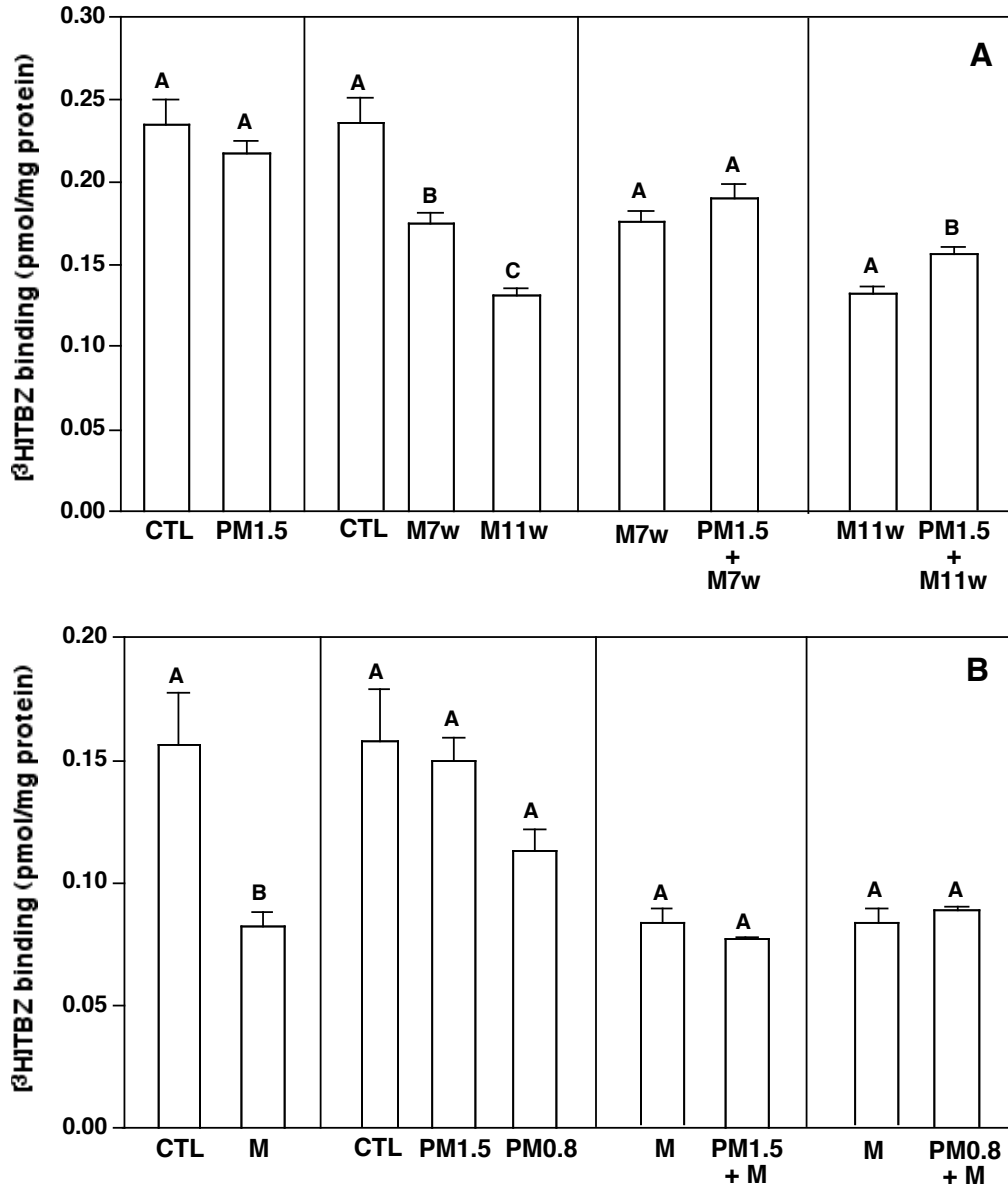 [³H]TBZ binding (pmol/mg protein)
0.30
0.25
0.20
0.15
0.10
0.05
0.00
A
A A A B C A A A B
CTL PM1.5 CTL M7w M11w M7w PM1.5 M11w PM1.5
+ +
M7w M11w
[³H]TBZ binding (pmol/mg protein)
0.20
0.15
0.10
0.05
0.00
B
A B A A A A A A A
CTL M CTL PM1.5 PM0.8 M PM1.5 M PM0.8
+ M + M